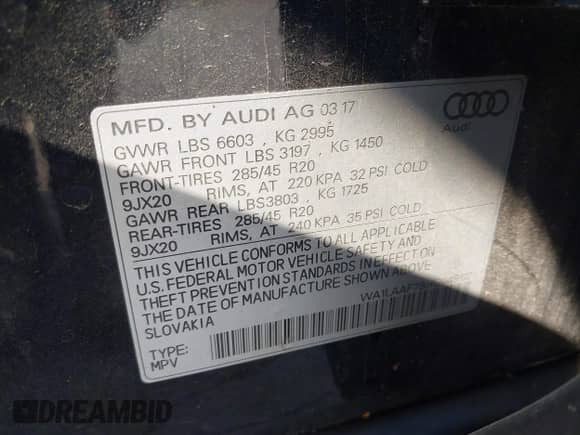 MFD. BY AUDI AG 03 17
GVWR LBS 6603 , KG 2995
GAWR FRONT LBS 3197 , KG 1450
FRONT-TIRES 285/45 R20
9JX20 RIMS, AT 220 KPA 32 PSI COLD
GAWR REAR LBS3803 , KG 1725
REAR-TIRES 285/45 R20
9JX20 RIMS, AT 240 KPA 35 PSI COLD
THIS VEHICLE CONFORMS TO ALL APPLICABLE
U.S. FEDERAL MOTOR VEHICLE SAFETY AND
THEFT PREVENTION STANDARDS IN EFFECT ON
THE DATE OF MANUFACTURE SHOWN ABOVE
SLOVAKIA
TYPE:
MPV
Audi
DREAMBID